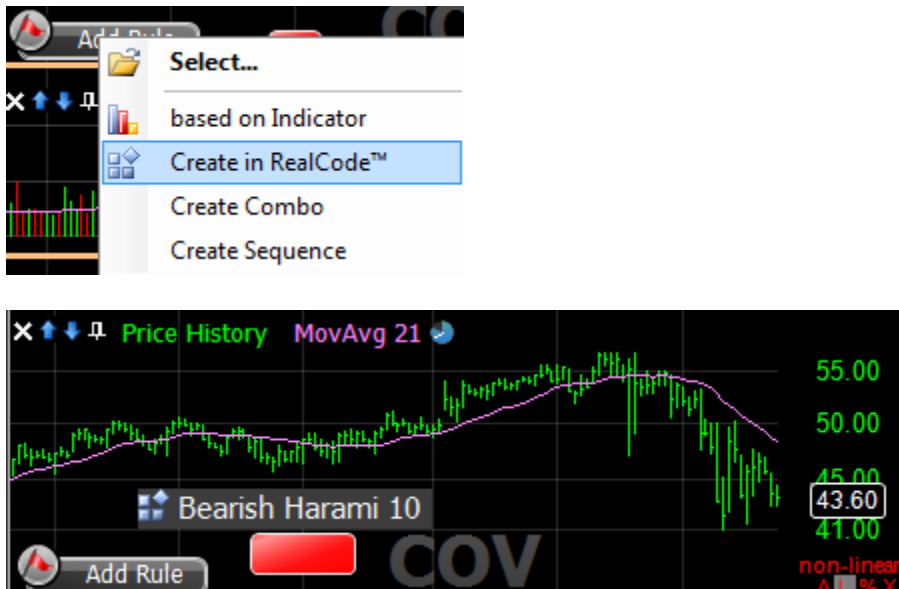 CO
Add Rule
Select...
based on Indicator
Create in RealCode™
Create Combo
Create Sequence
Price History MovAvg 21
55.00
50.00
45.00
43.60
41.00
Bearish Harami 10
COV
Add Rule
non-linear
A L % X